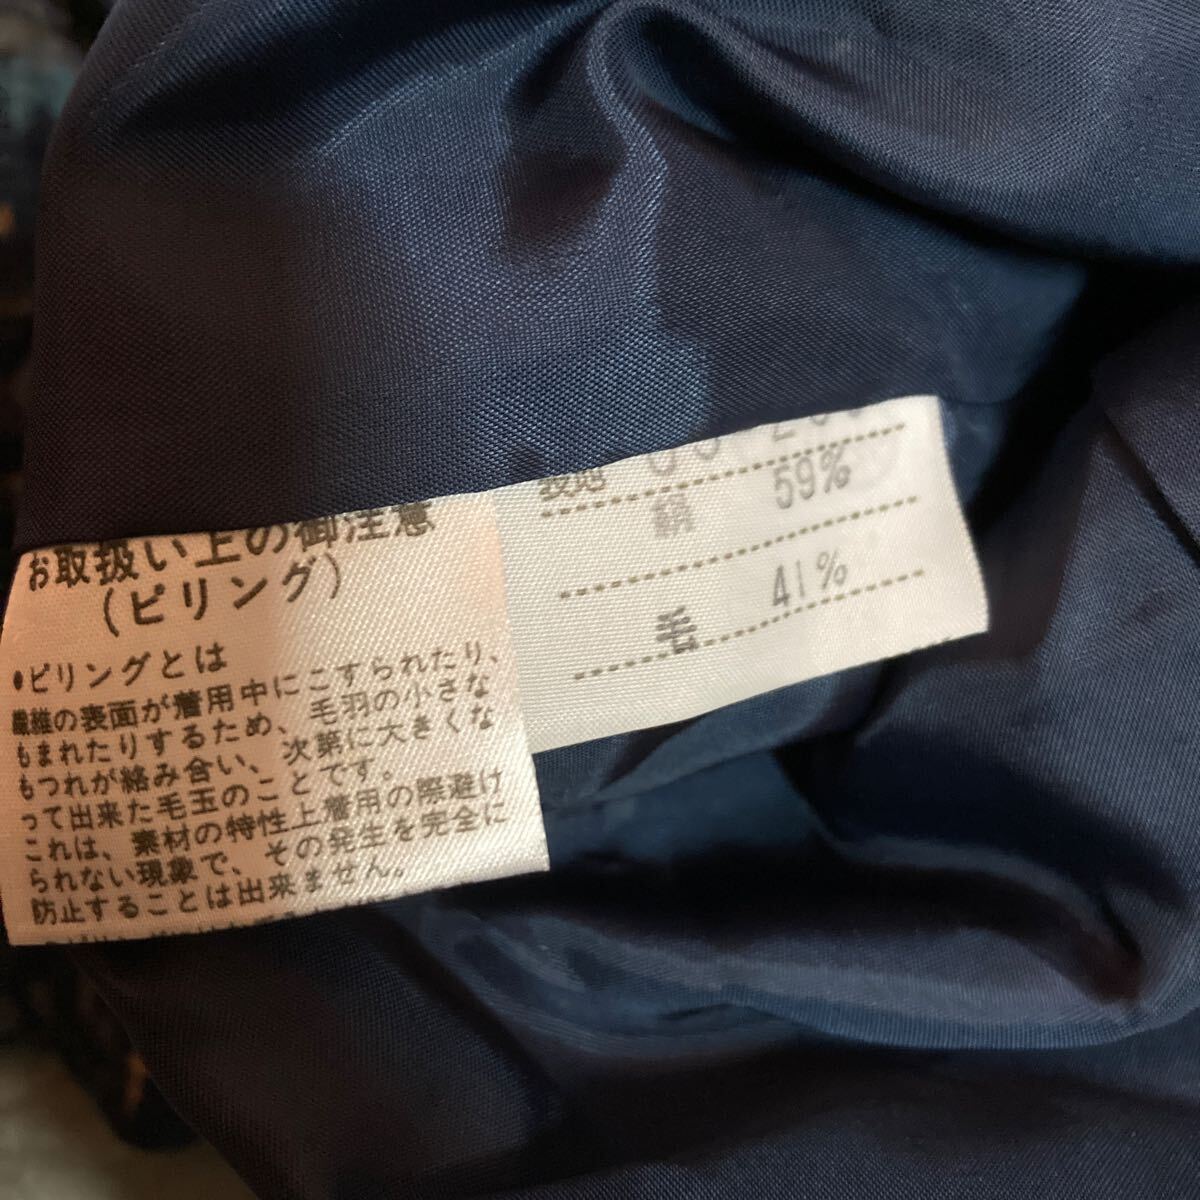 お取扱い上の御注意
(ピリング)
•ピリングとは
繊維の表面が着用中にこすられたり、
もまれたりするため、毛羽の小さな
もつれが絡み合い、次第に大きくな
って出来た毛玉のことです。
これは、素材の特性上着用の際避け
られない現象で、その発生を完全に
防止することは出来ません。
表地
絹 59%
毛 41%